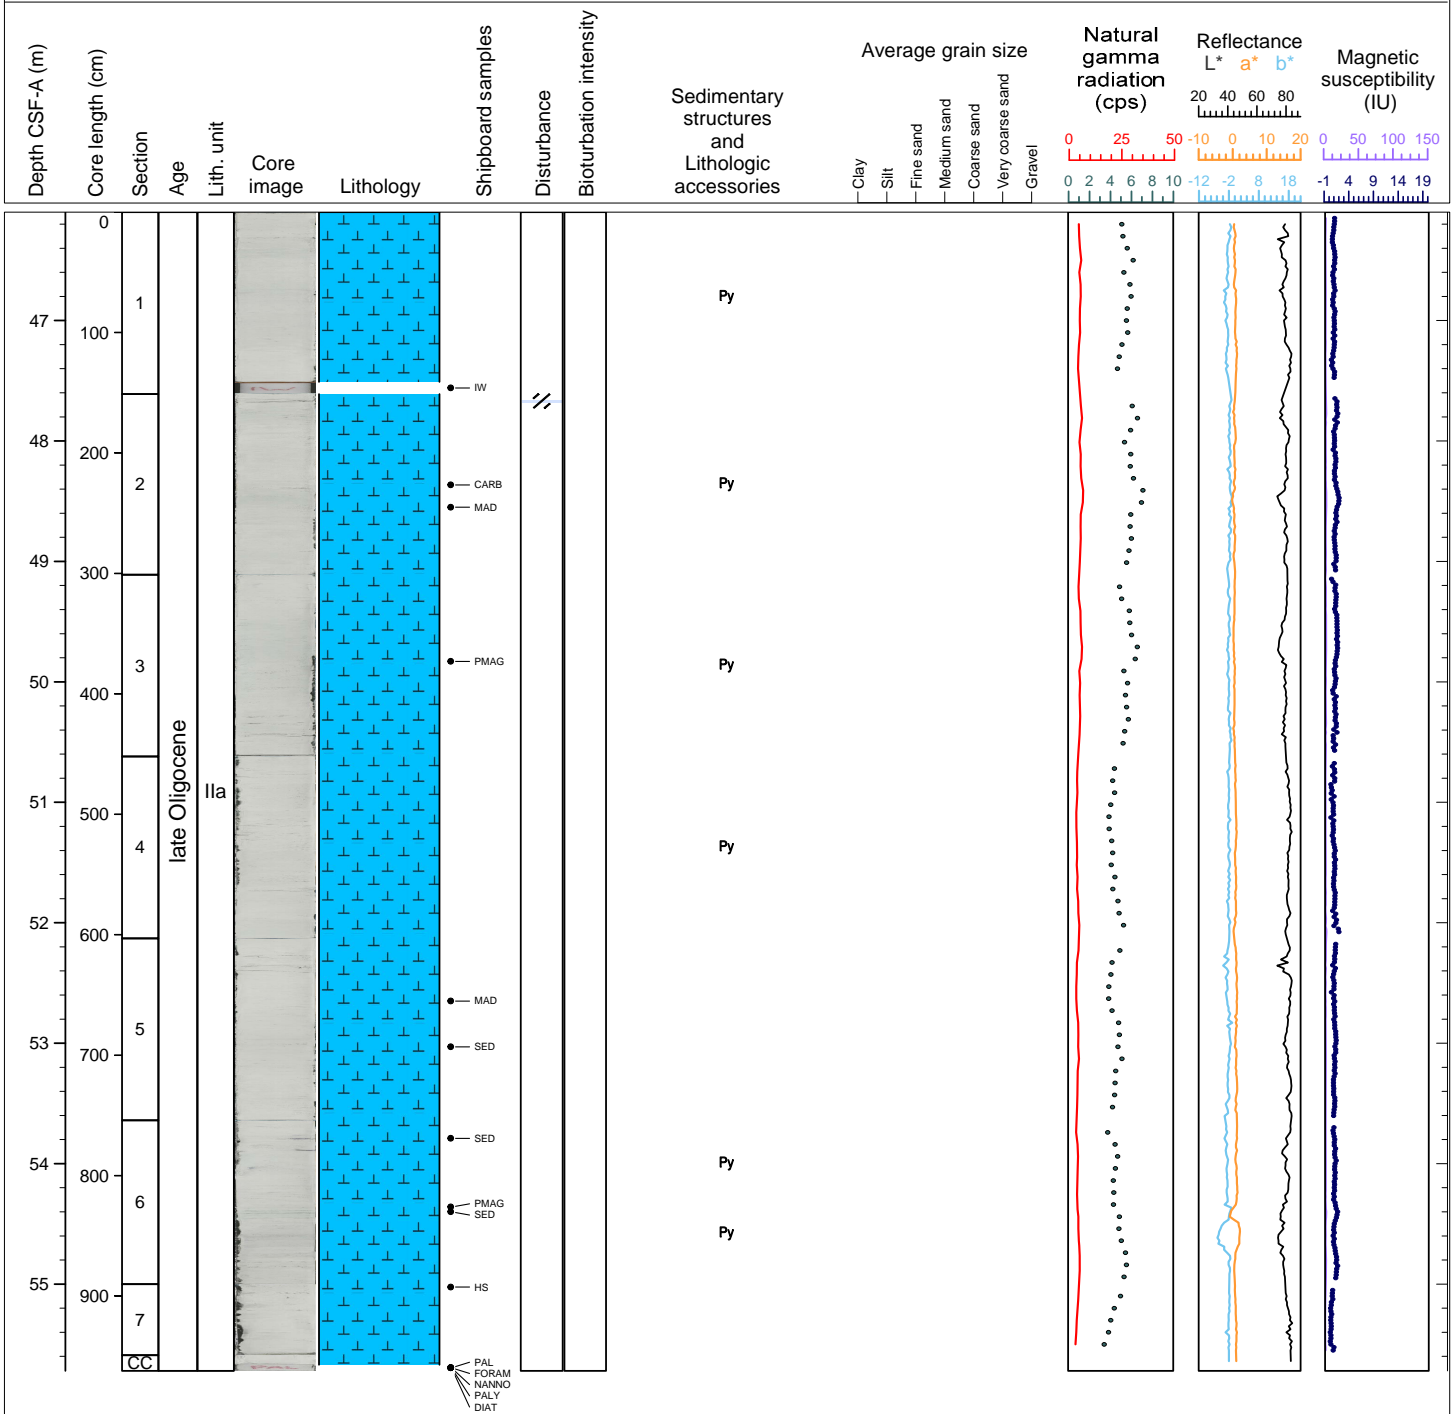 Depth CSF-A (m)
Core length (cm)
Section
Age
Lith. unit
Core
image
Lithology
Shipboard samples
Disturbance
Bioturbation intensity
Sedimentary
structures
and
Lithologic
accessories
Average grain size
Clay
Silt
Fine sand
Medium sand
Coarse sand
Very coarse sand
Gravel
Natural
gamma
radiation
(cps)
0 25 50
0 2 4 6 8 10
Reflectance
L* a* b*
20 40 60 80
-10 0 10 20
-12 -2 8 18
Magnetic
susceptibility
(IU)
0 50 100 150
-1 4 9 14 19
0
1
Py
47
100
IW
48
200
2
Py
CARB
MAD
49
300
3
PMAG
Py
50
400
late Oligocene
IIa
51
500
4
Py
52
600
MAD
5
SED
53
700
SED
54
Py
800
6
PMAG
SED
Py
55
HS
900
7
CC
PAL
FORAM
NANNO
PALY
DIAT